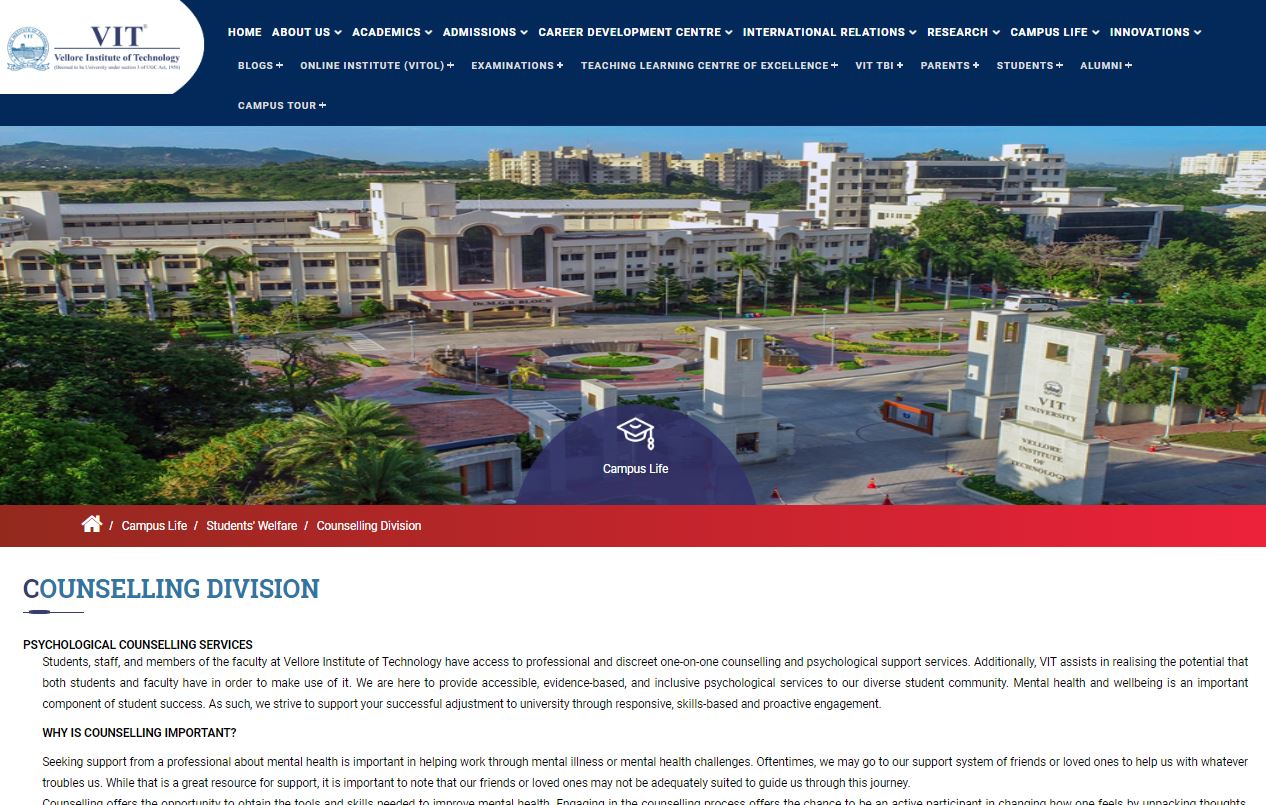 VIT
Vellore Institute of Technology
(Deemed to be University under section 3 of UGC Act, 1956)
HOME ABOUT US ACADEMICS ADMISSIONS CAREER DEVELOPMENT CENTRE INTERNATIONAL RELATIONS RESEARCH CAMPUS LIFE INNOVATIONS
BLOGS+ ONLINE INSTITUTE (VITOL)+ EXAMINATIONS+ TEACHING LEARNING CENTRE OF EXCELLENCE+ VIT TBI+ PARENTS+ STUDENTS+ ALUMNI+
CAMPUS TOUR+
Dr. M.G.R BLOCK
VIT
UNIVERSITY
VELLORE
INSTITUTE
OF
TECHNOLOGY
Campus Life
/ Campus Life / Students' Welfare / Counselling Division
COUNSELLING DIVISION
PSYCHOLOGICAL COUNSELLING SERVICES
Students, staff, and members of the faculty at Vellore Institute of Technology have access to professional and discreet one-on-one counselling and psychological support services. Additionally, VIT assists in realising the potential that
both students and faculty have in order to make use of it. We are here to provide accessible, evidence-based, and inclusive psychological services to our diverse student community. Mental health and wellbeing is an important
component of student success. As such, we strive to support your successful adjustment to university through responsive, skills-based and proactive engagement.
WHY IS COUNSELLING IMPORTANT?
Seeking support from a professional about mental health is important in helping work through mental illness or mental health challenges. Oftentimes, we may go to our support system of friends or loved ones to help us with whatever
troubles us. While that is a great resource for support, it is important to note that our friends or loved ones may not be adequately suited to guide us through this journey.
Counselling offers the opportunity to obtain the tools and skills needed to improve mental health. Engaging in the counselling process offers the chance to be an active participant in changing how one feels by unpacking thoughts,